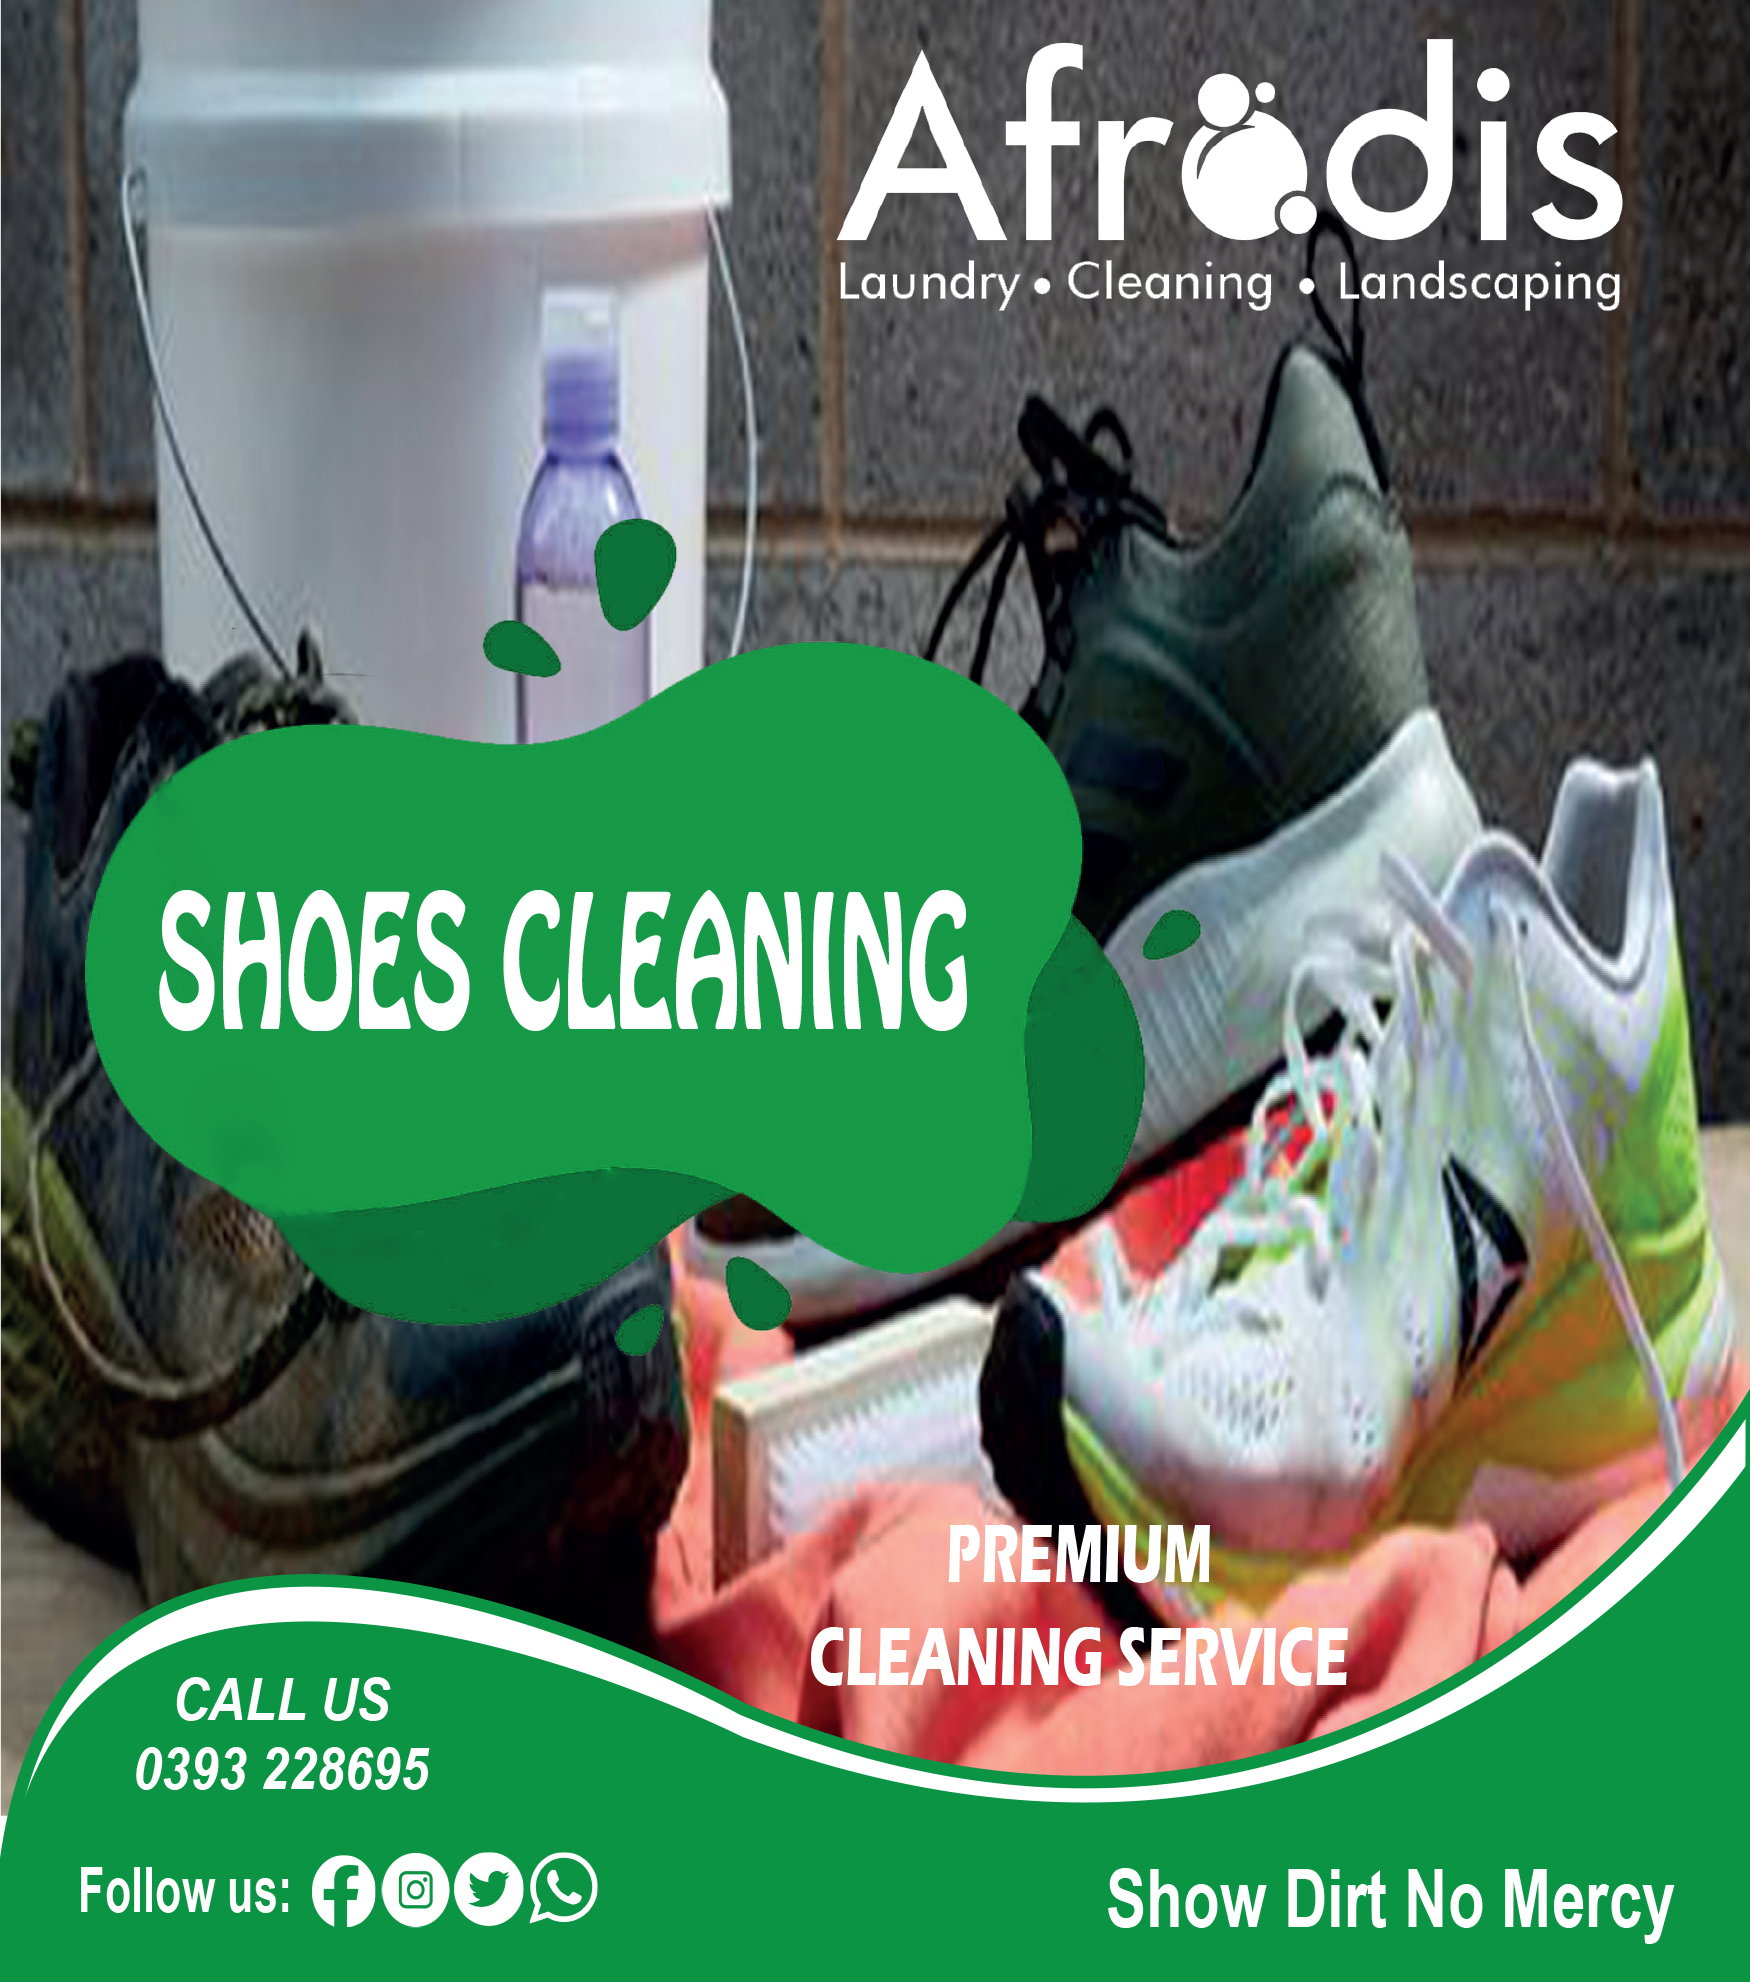 Afrodis
Laundry • Cleaning • Landscaping
SHOES CLEANING
PREMIUM
CLEANING SERVICE
CALL US
0393 228695
Follow us:
Show Dirt No Mercy